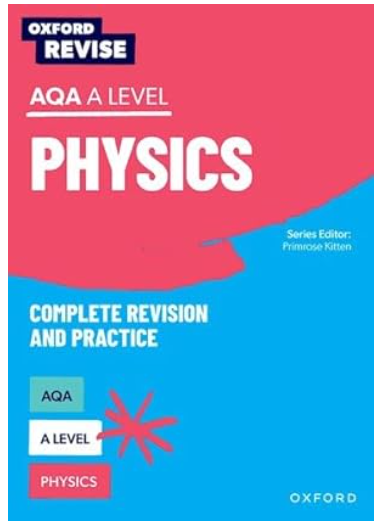 OXFORD
REVISE
AQA A LEVEL
PHYSICS
Series Editor:
Primrose Kitten
COMPLETE REVISION
AND PRACTICE
AQA
A LEVEL
PHYSICS
OXFORD